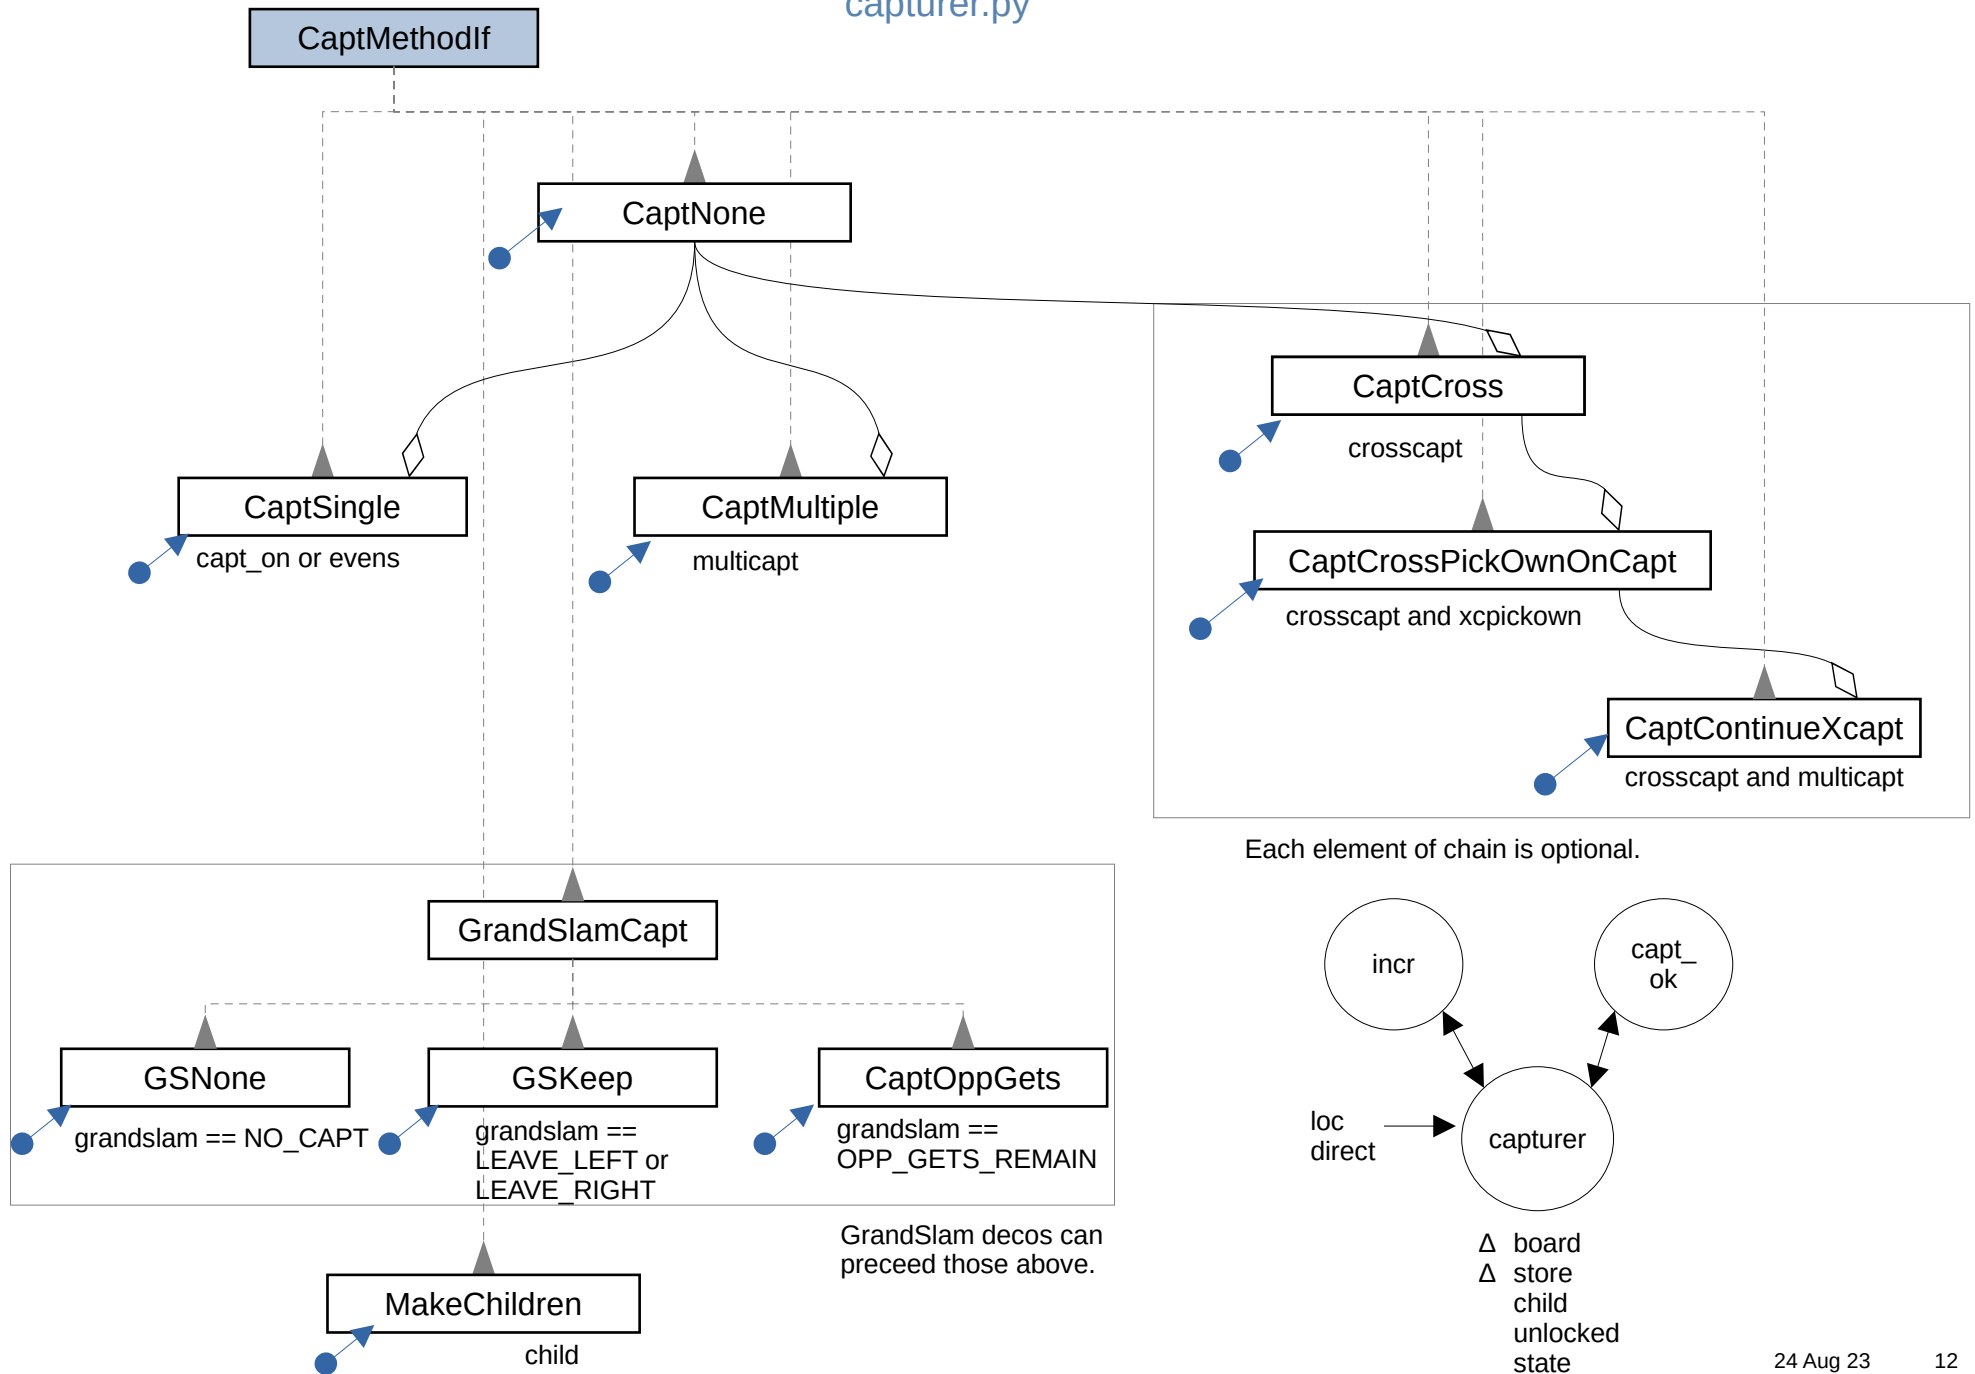 capturer.py
CaptMethodIf
CaptNone
CaptCross
crosscapt
CaptSingle
capt_on or evens
CaptMultiple
multicapt
CaptCrossPickOwnOnCapt
crosscapt and xcpickown
CaptContinueXcapt
crosscapt and multicapt
Each element of chain is optional.
GrandSlamCapt
GSNone
grandslam == NO_CAPT
GSKeep
grandslam ==
LEAVE_LEFT or
LEAVE_RIGHT
CaptOppGets
grandslam ==
OPP_GETS_REMAIN
GrandSlam decos can
preceed those above.
MakeChildren
child
incr
capt_
ok
loc
direct
capturer
Δ board
Δ store
child
unlocked
state
24 Aug 23
12